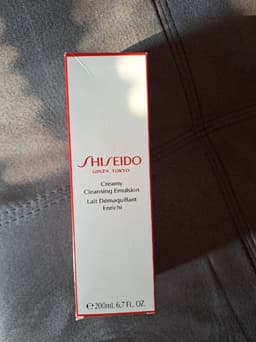 SHISEIDO
GINZA TOKYO
Creamy
Cleansing Emulsion
Lait Démaquillant
Enrichi
℮ 200mL 6.7 FL. OZ.